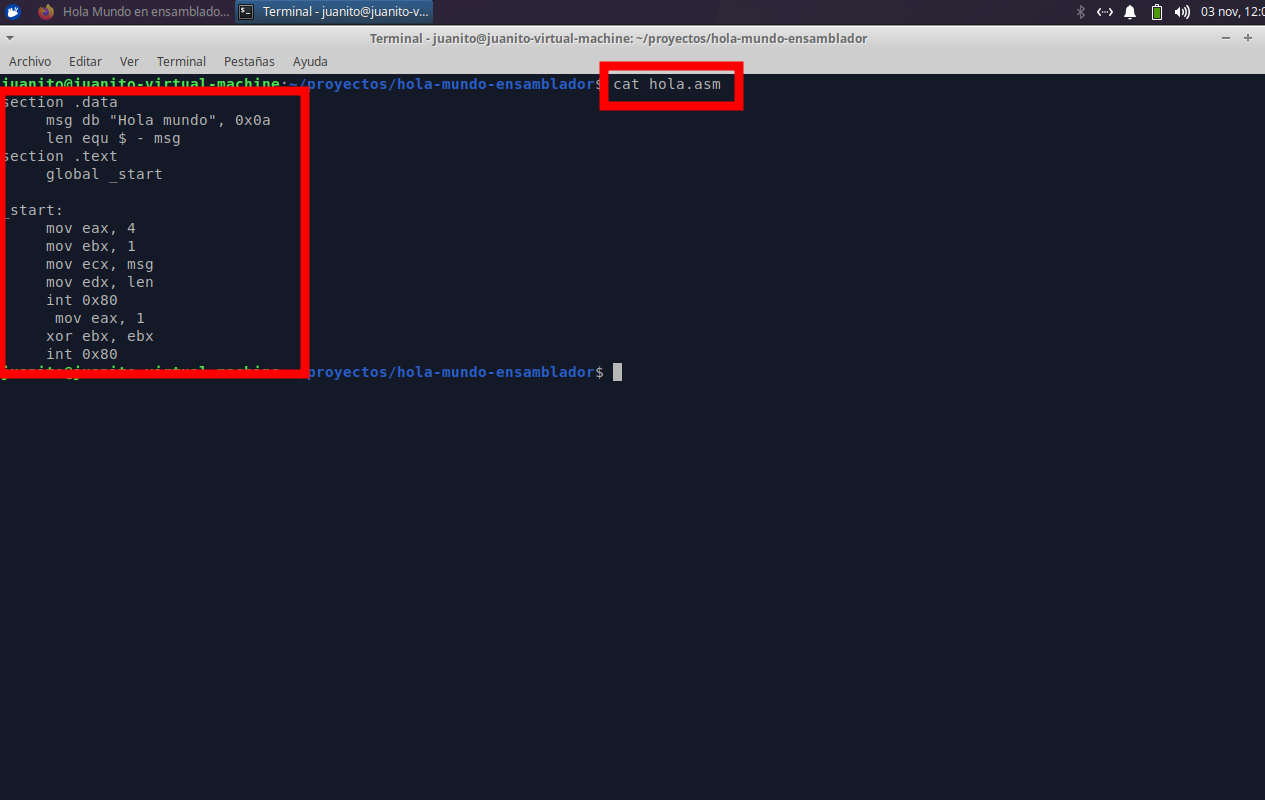 Hola Mundo en ensamblado... Terminal - juanito@juanito-v... 03 nov, 12:0
Terminal - juanito@juanito-virtual-machine: ~/proyectos/hola-mundo-ensamblador
Archivo Editar Ver Terminal Pestañas Ayuda
juanito@juanito-virtual-machine:~/proyectos/hola-mundo-ensamblador$ cat hola.asm
section .data
     msg db "Hola mundo", 0x0a
     len equ $ - msg
section .text
     global _start
_start:
     mov eax, 4
     mov ebx, 1
     mov ecx, msg
     mov edx, len
     int 0x80
      mov eax, 1
     xor ebx, ebx
     int 0x80
proyectos/hola-mundo-ensamblador$